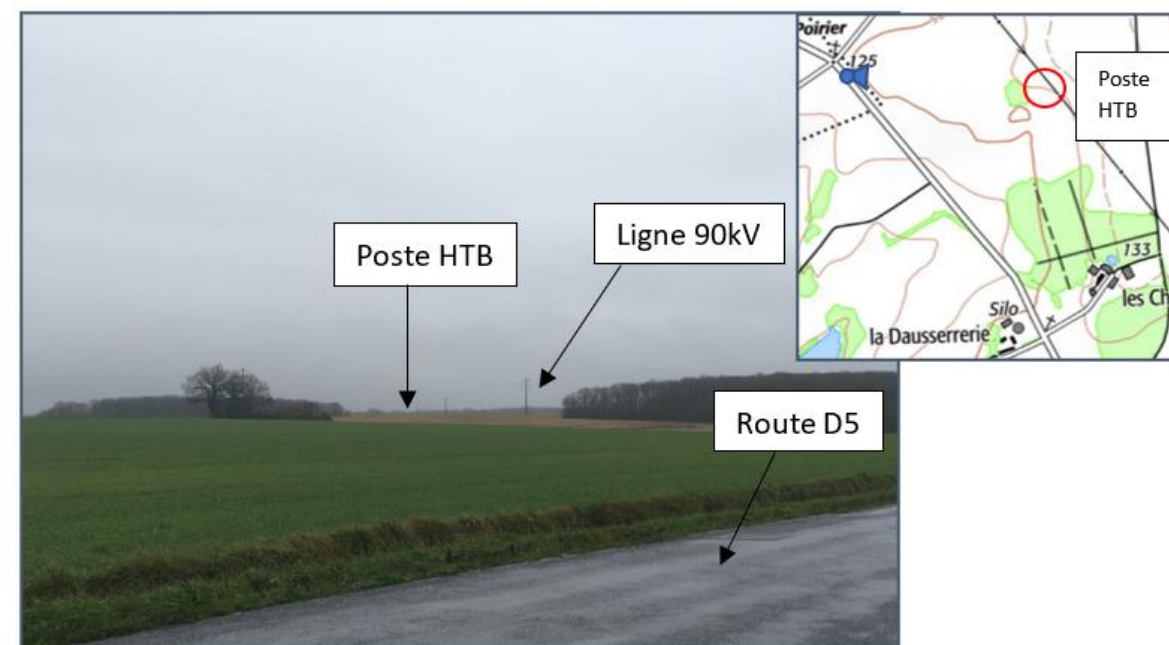 Poste HTB
Ligne 90kV
Route D5
Poirier
125
Poste
HTB
133
les Ch
Silo
la Dausserrerie